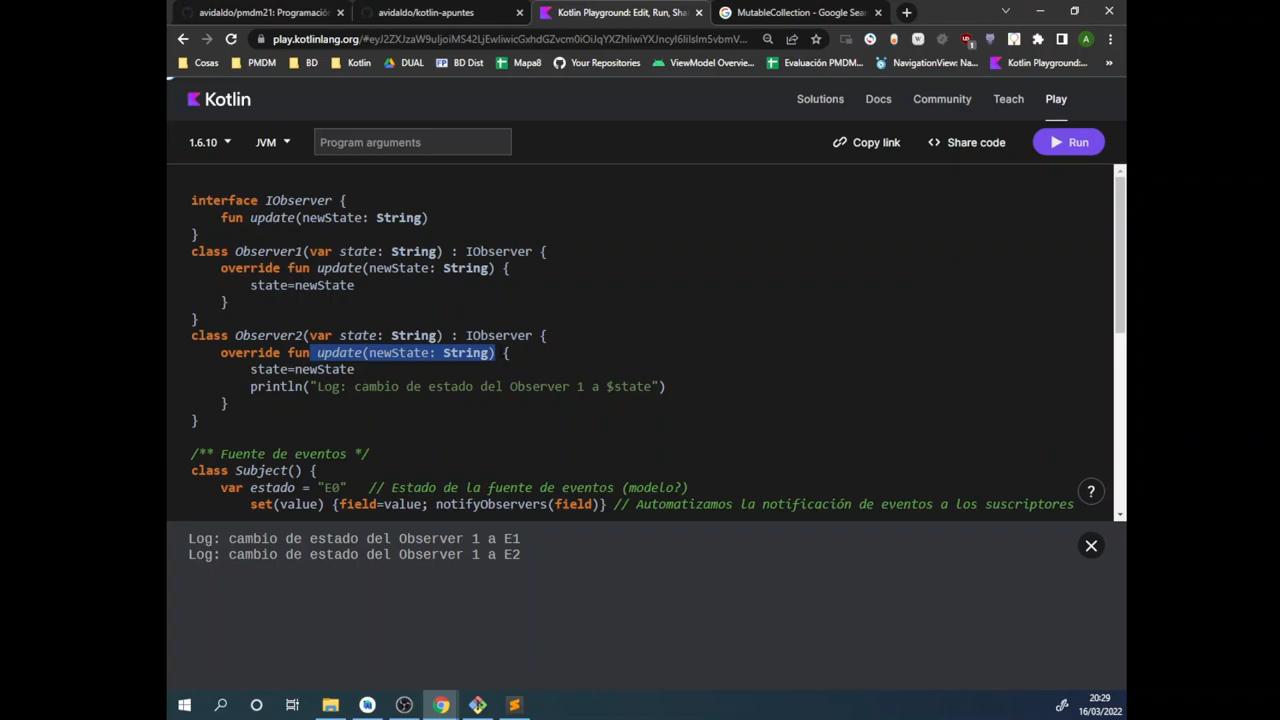 avidaldo/pmdm21: Programació
avidaldo/kotlin-apuntes
Kotlin Playground: Edit, Run, Sha
MutableCollection - Google Sear
play.kotlinlang.org/#eyJ2ZXJzaW9uIjoiMS42LjEwIiwicGxhdGZvcm0iOiJqYXZhIiwiYXJncyI6IiIsIm5vbmV...
Cosas
PMDM
BD
Kotlin
DUAL
FP BD Dist
Mapa8
Your Repositories
ViewModel Overvie...
Evaluación PMDM...
NavigationView: Na...
Kotlin Playground:...
»
Kotlin
Solutions
Docs
Community
Teach
Play
1.6.10
JVM
Program arguments
Copy link
Share code
Run
interface IObserver {
fun update(newState: String)
}
class Observer1(var state: String) : IObserver {
override fun update(newState: String) {
state=newState
}
}
class Observer2(var state: String) : IObserver {
override fun update(newState: String) {
state=newState
println("Log: cambio de estado del Observer 1 a $state")
}
}
/** Fuente de eventos */
class Subject() {
var estado = "E0" // Estado de la fuente de eventos (modelo?)
set(value) {field=value; notifyObservers(field)} // Automatizamos la notificación de eventos a los suscriptores
?
Log: cambio de estado del Observer 1 a E1
Log: cambio de estado del Observer 1 a E2
20:29
16/03/2022